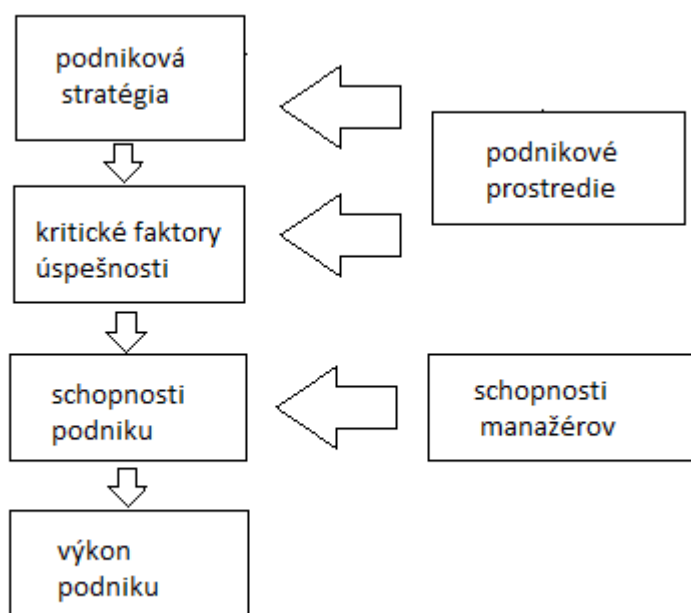 podniková
stratégia
podnikové
prostredie
kritické faktory
úspešnosti
schopnosti
podniku
schopnosti
manažérov
výkon
podniku